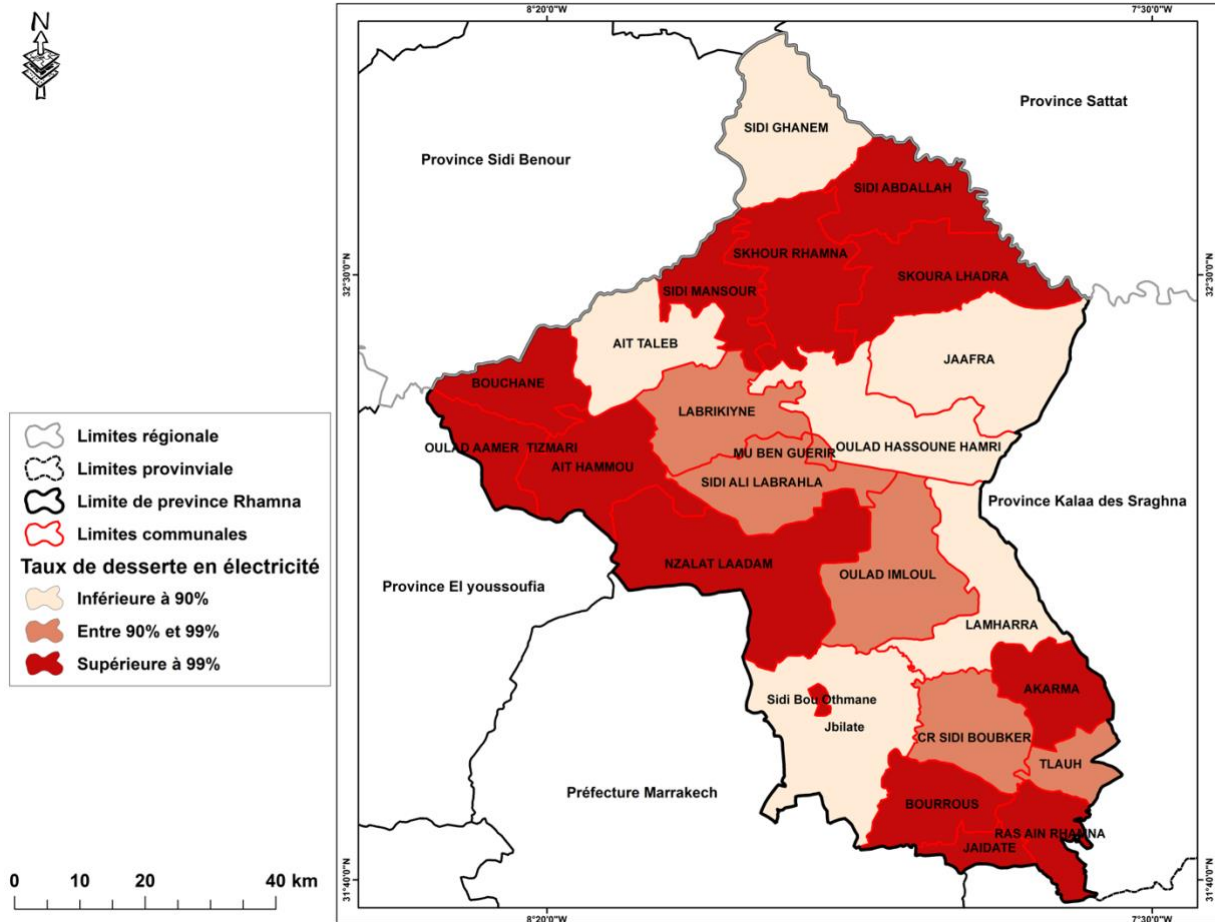 N
8°20'0"W
7°30'0"W
Province Sattat
SIDI GHANEM
Province Sidi Benour
SIDI ABDALLAH
SKHOUR RHAMNA
32°30'0"N
32°30'0"N
SKOURA LHADRA
SIDI MANSOUR
AIT TALEB
JAAFRA
BOUCHANE
LABRIKIYNE
OULAD AAMER TIZMARI
OULAD HASSOUNE HAMRI
MU BEN GUERIR
AIT HAMMOU
SIDI ALI LABRAHLA
Province Kalaa des Sraghna
NZALAT LAADAM
OULAD IMLOUL
Province El youssoufia
LAMHARRA
AKARMA
Sidi Bou Othmane
Jbilate
CR SIDI BOUBKER
TLAUH
Préfecture Marrakech
BOURROUS
RAS AIN RHAMNA
JAIDATE
31°40'0"N
31°40'0"N
8°20'0"W
7°30'0"W
Limites régionale
Limites provinviale
Limite de prevince Rhamna
Limites communales
Taux de desserte en électricité
Inférieure à 90%
Entre 90% et 99%
Supérieure à 99%
0 10 20 40 km